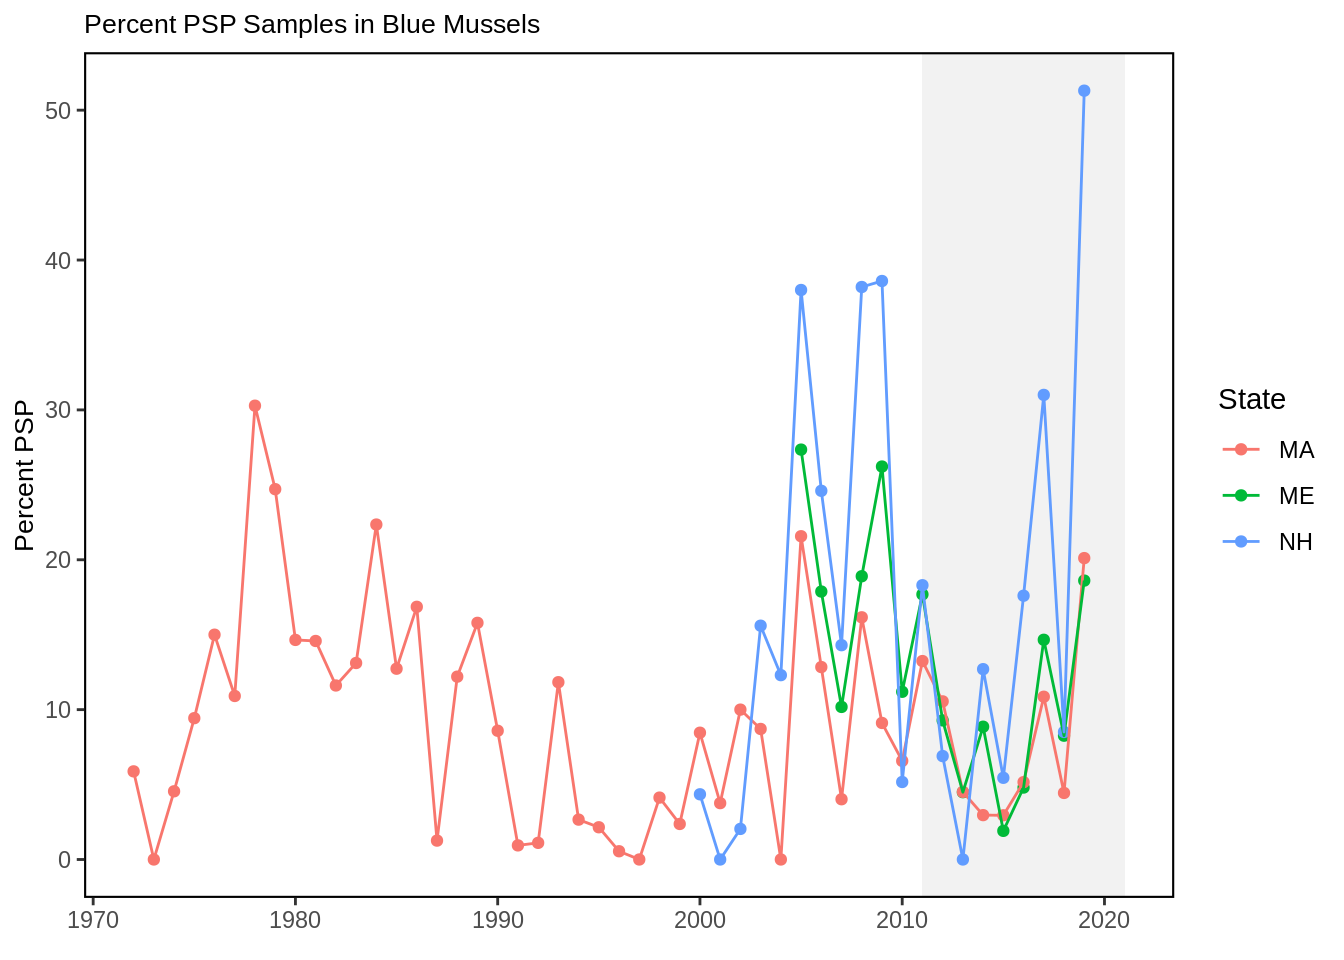 Percent PSP Samples in Blue Mussels
Percent PSP
50
40
30
20
10
0
1970 1980 1990 2000 2010 2020
State
MA
ME
NH